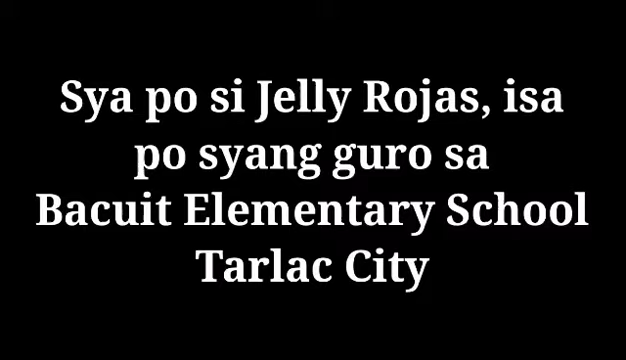 Sya po si Jelly Rojas, isa
po syang guro sa
Bacuit Elementary School
Tarlac City